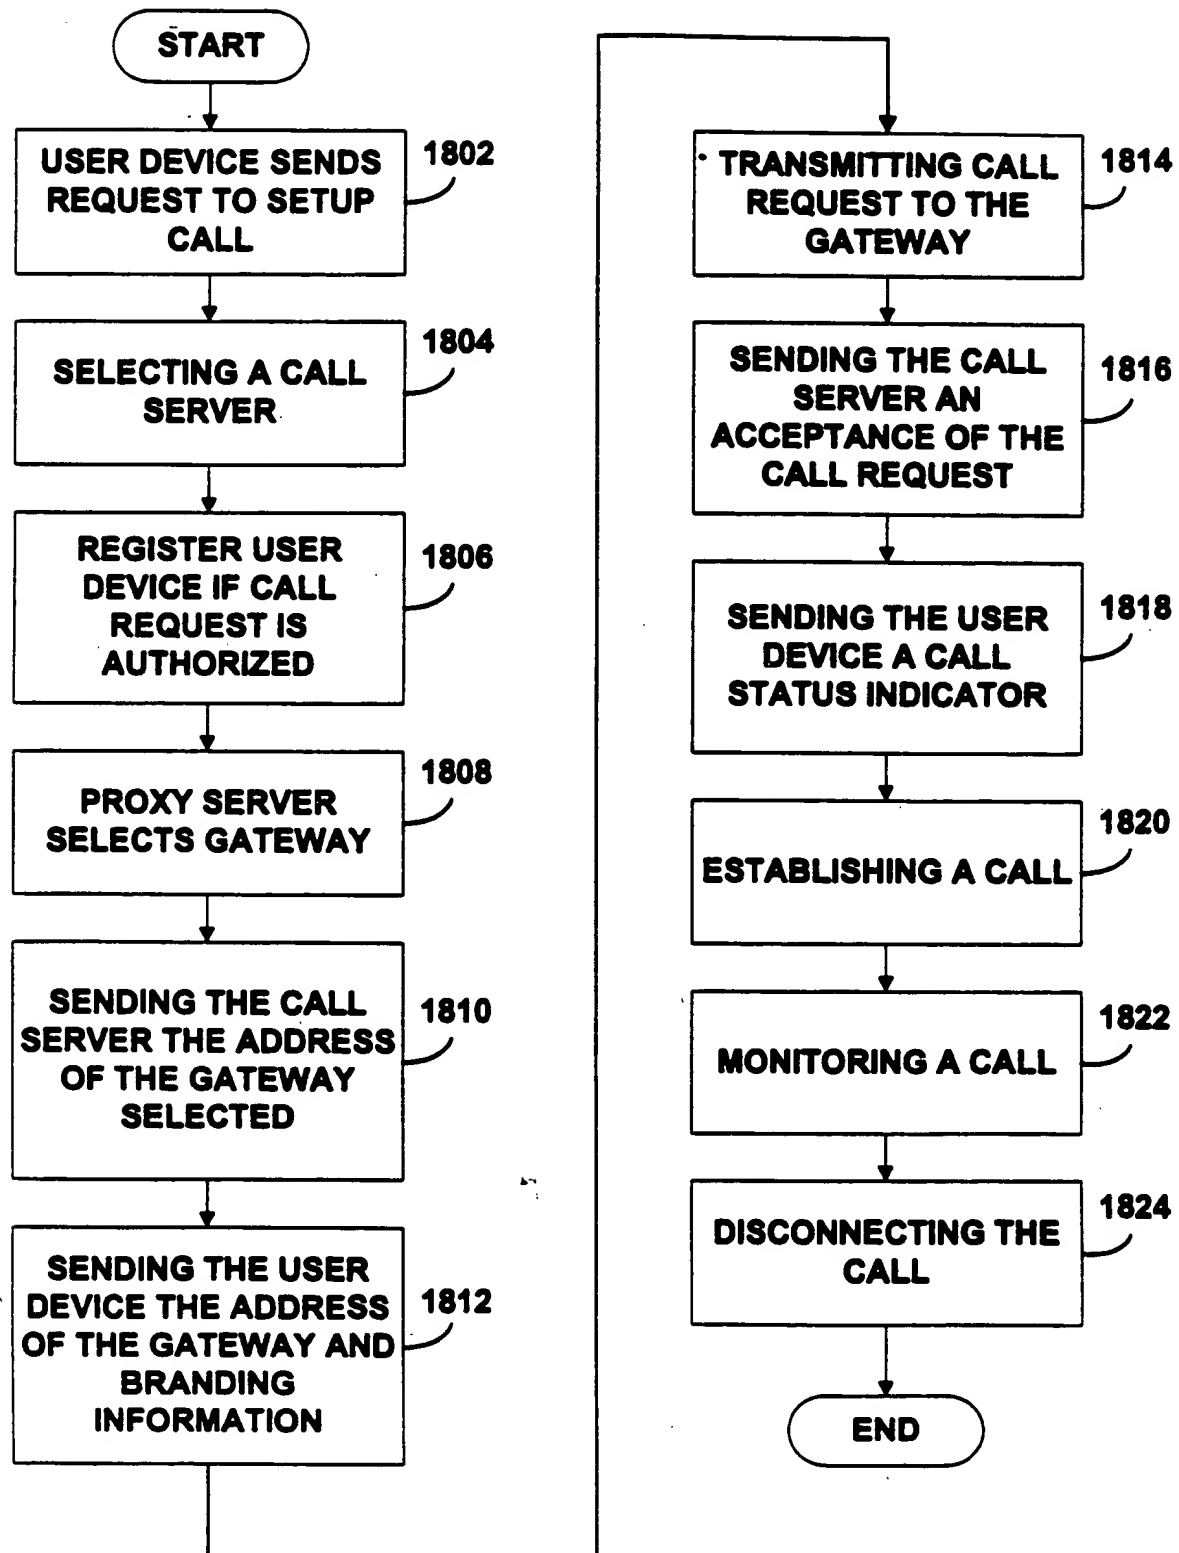 START
USER DEVICE SENDS
REQUEST TO SETUP
CALL
1802
SELECTING A CALL
SERVER
1804
REGISTER USER
DEVICE IF CALL
REQUEST IS
AUTHORIZED
1806
PROXY SERVER
SELECTS GATEWAY
1808
SENDING THE CALL
SERVER THE ADDRESS
OF THE GATEWAY
SELECTED
1810
SENDING THE USER
DEVICE THE ADDRESS
OF THE GATEWAY AND
BRANDING
INFORMATION
1812
TRANSMITTING CALL
REQUEST TO THE
GATEWAY
1814
SENDING THE CALL
SERVER AN
ACCEPTANCE OF THE
CALL REQUEST
1816
SENDING THE USER
DEVICE A CALL
STATUS INDICATOR
1818
ESTABLISHING A CALL
1820
MONITORING A CALL
1822
DISCONNECTING THE
CALL
1824
END